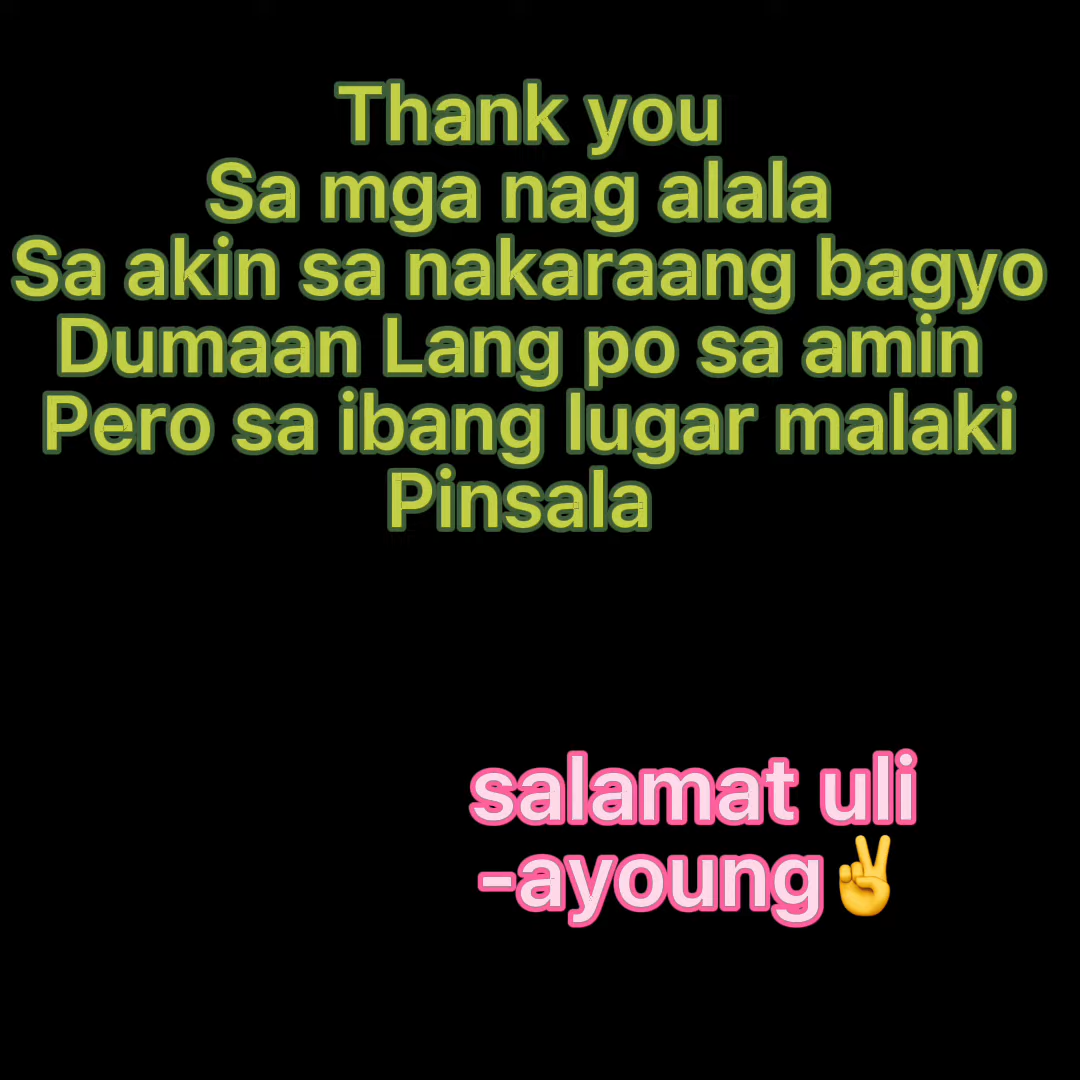 Thank you
Sa mga nag alala
Sa akin sa nakaraang bagyo
Dumaan Lang po sa amin
Pero sa ibang lugar malaki
Pinsala
salamat uli
-ayoung✌️